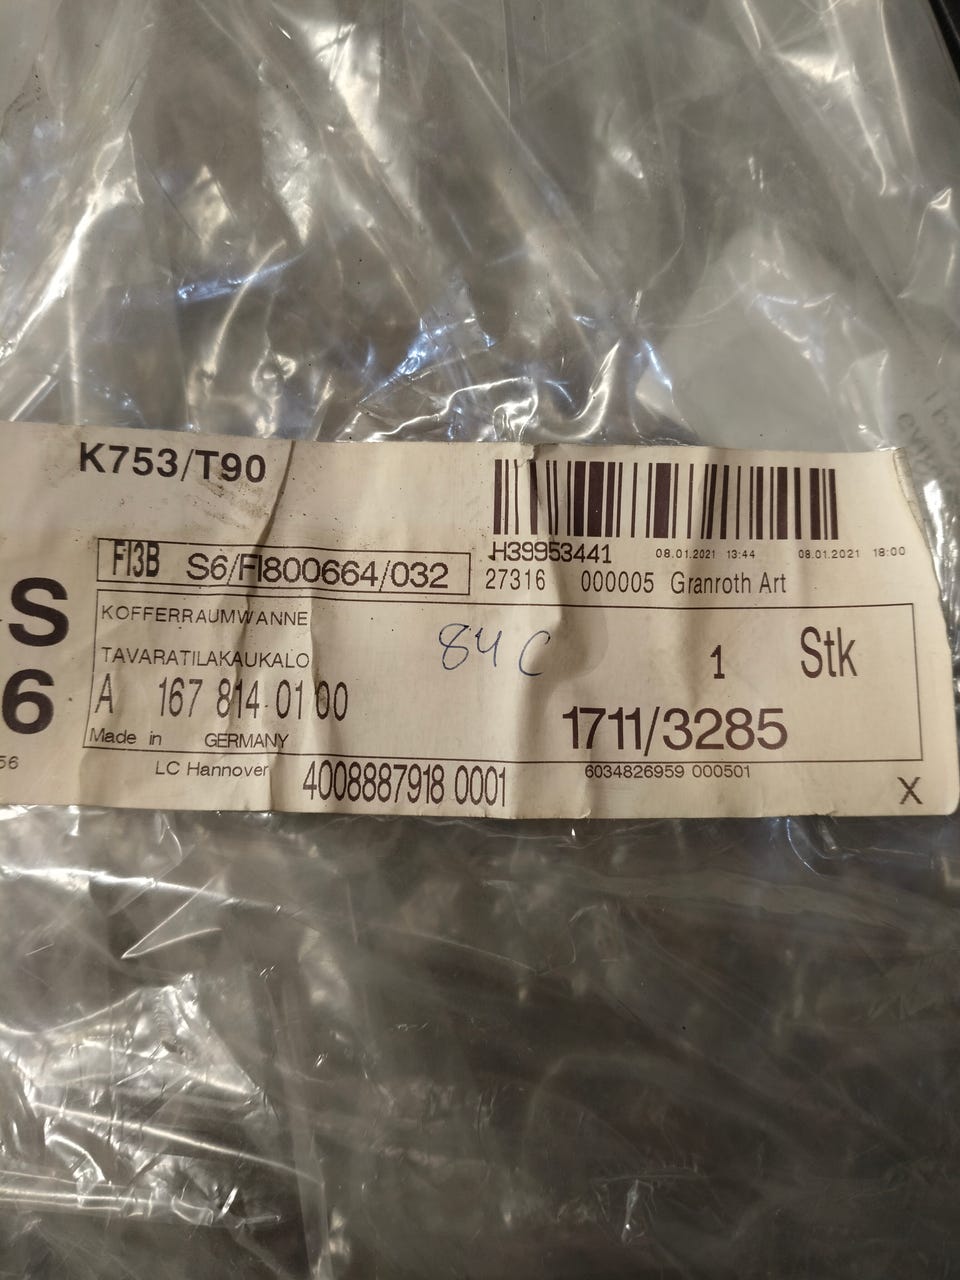 K753/T90
H39953441 08.01.2021 13:44 08.01.2021 18:00
FI3B S6/FI800664/032
27316 000005 Granroth Art
S
6
56
KOFFERRAUMWANNE
TAVARATILAKAUKALO
84C
1 Stk
A 167 814 01 00
1711/3285
Made in GERMANY
LC Hannover 4008887918 0001
6034826959 000501
X